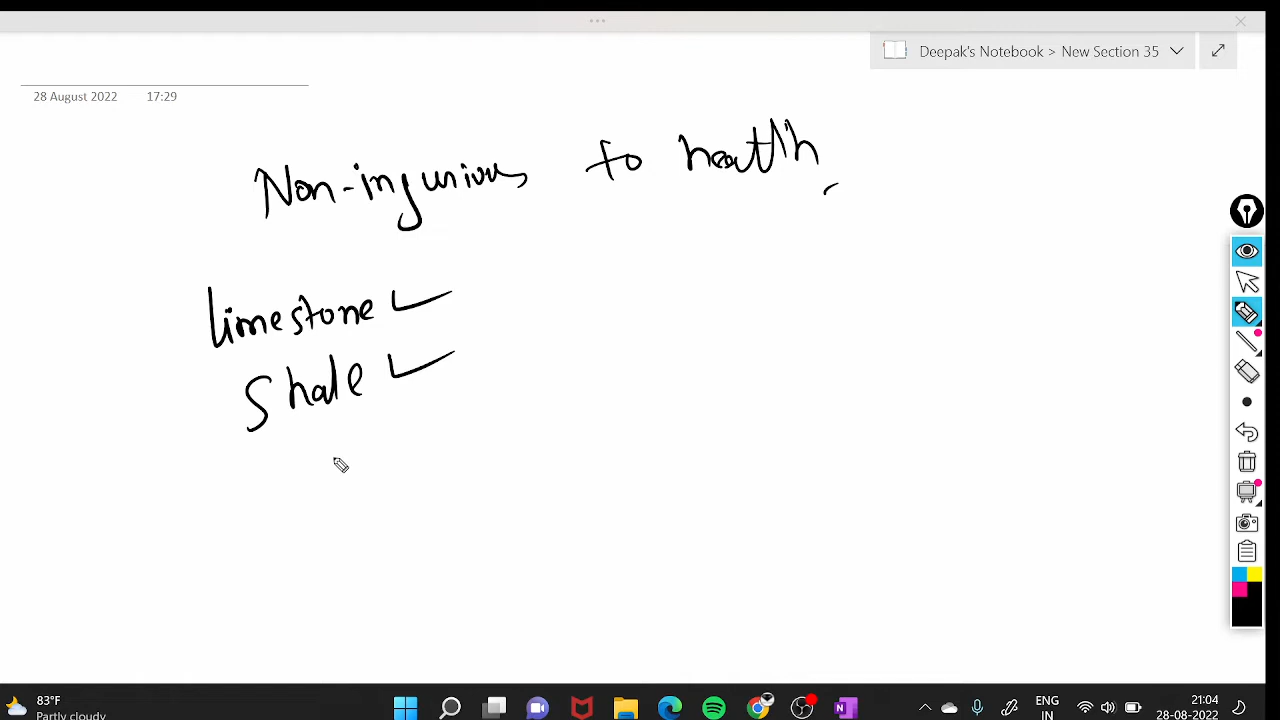 Deepak's Notebook > New Section 35
28 August 2022 17:29
Non-ingurious to health
limestone
Shale
83°F
Partly cloudy
ENG
IN
21:04
28-08-2022